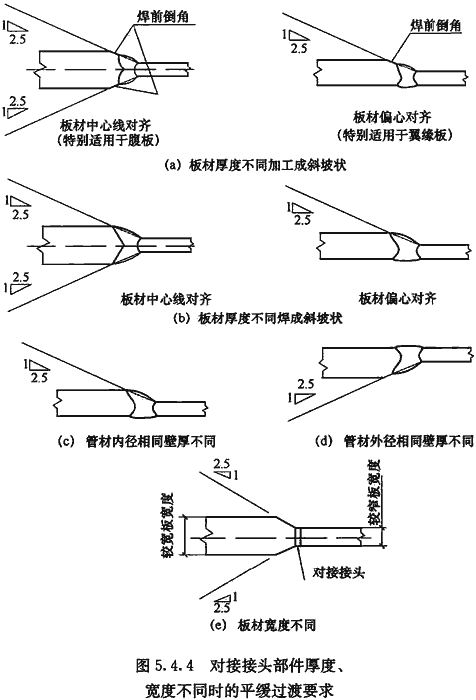 焊前倒角
焊前倒角
1
2.5
1
2.5
1
2.5
板材中心线对齐
(特别适用于腹板)
板材偏心对齐
(特别适用于翼缘板)
(a) 板材厚度不同加工成斜坡状
1
2.5
2.5
1
1
2.5
板材中心线对齐
板材偏心对齐
(b) 板材厚度不同焊成斜坡状
1
2.5
2.5
1
(c) 管材内径相同壁厚不同
(d) 管材外径相同壁厚不同
2.5
1
较宽板宽度
较窄板宽度
对接接头
2.5
1
(e) 板材宽度不同
图 5.4.4 对接接头部件厚度、
宽度不同时的平缓过渡要求